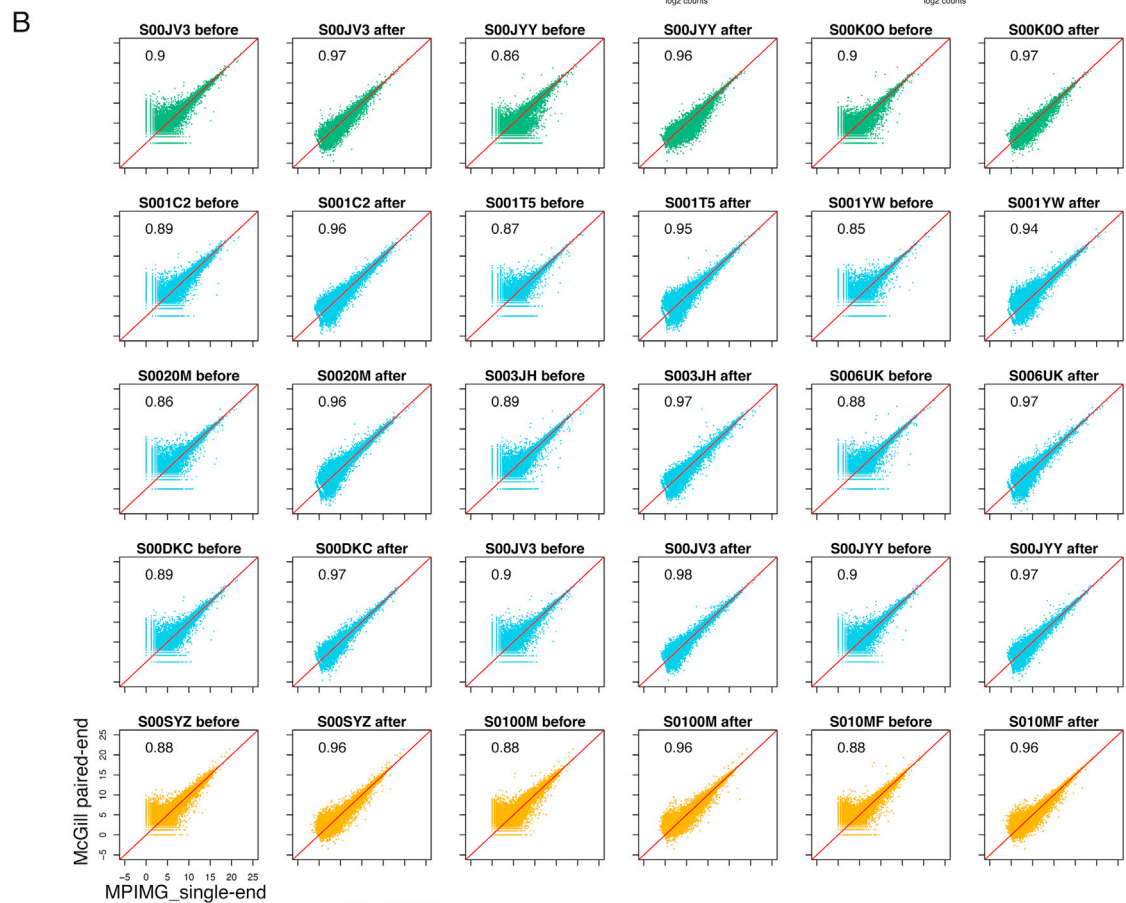 log2 counts log2 counts
B
S00JV3 before S00JV3 after S00JYY before S00JYY after S00K0O before S00K0O after
0.9 0.97 0.86 0.96 0.9 0.97
S001C2 before S001C2 after S001T5 before S001T5 after S001YW before S001YW after
0.89 0.96 0.87 0.95 0.85 0.94
S0020M before S0020M after S003JH before S003JH after S006UK before S006UK after
0.86 0.96 0.89 0.97 0.88 0.97
S00DKC before S00DKC after S00JV3 before S00JV3 after S00JYY before S00JYY after
0.89 0.97 0.9 0.98 0.9 0.97
S00SYZ before S00SYZ after S0100M before S0100M after S010MF before S010MF after
0.88 0.96 0.88 0.96 0.88 0.96
McGill paired-end
25
20
15
10
5
0
−5
−5 0 5 10 15 20 25
MPIMG_single-end